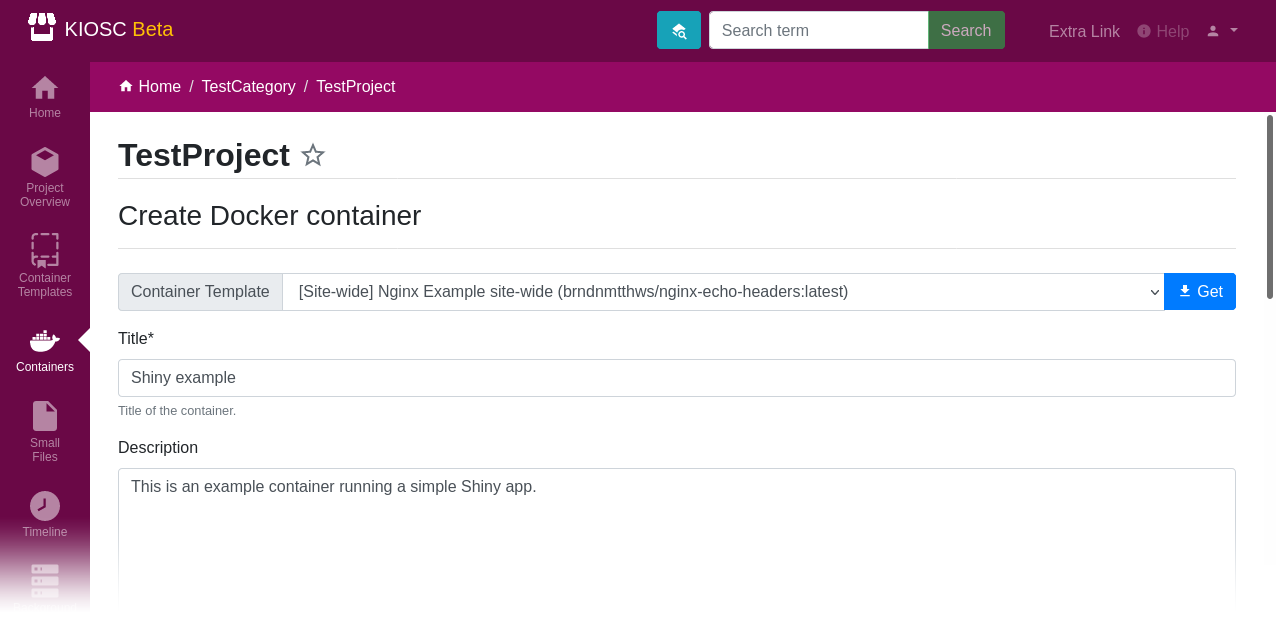 KIOSC Beta
Search term
Search
Extra Link
Help
Home / TestCategory / TestProject
Home
Project
Overview
Container
Templates
Containers
Small
Files
Timeline
TestProject
Create Docker container
Container Template
[Site-wide] Nginx Example site-wide (brndnmtthws/nginx-echo-headers:latest)
Get
Title*
Shiny example
Title of the container.
Description
This is an example container running a simple Shiny app.